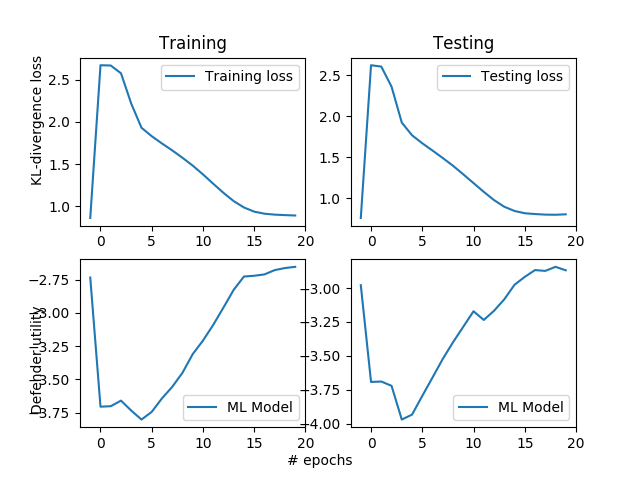 Training
Testing
KL-divergence loss
2.5
2.0
1.5
1.0
Training loss
0 5 10 15 20
2.5
2.0
1.5
1.0
Testing loss
0 5 10 15 20
Defender utility
−2.75
3.00
3.25
3.50
3.75
ML Model
0 5 10 15 20
−3.00
−3.25
−3.50
−3.75
−4.00
ML Model
0 5 10 15 20
# epochs